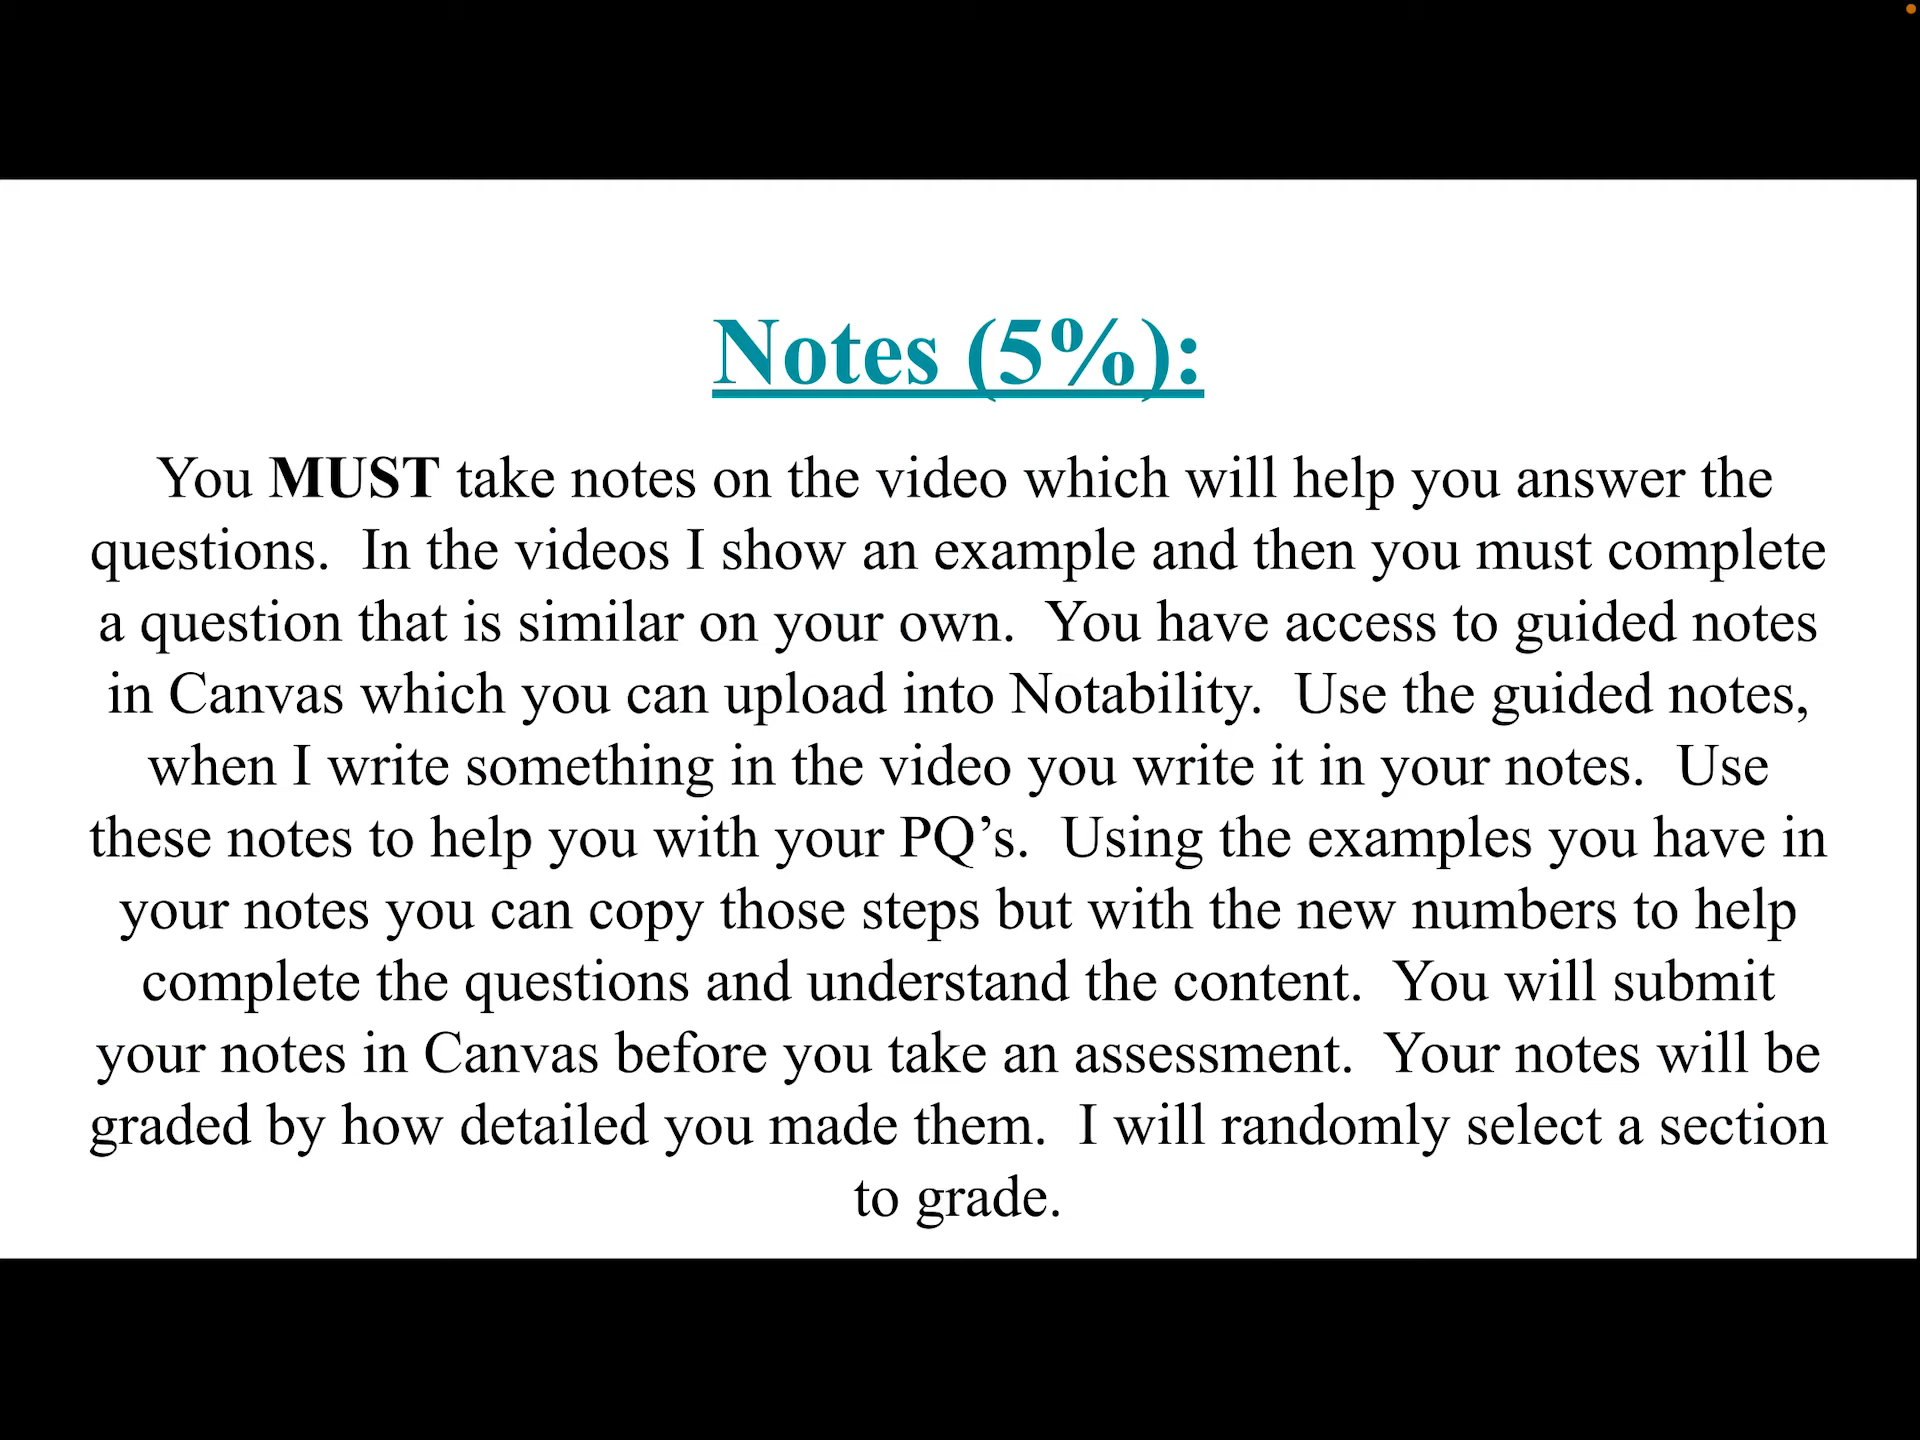 Notes (5%):
You MUST take notes on the video which will help you answer the
questions.  In the videos I show an example and then you must complete
a question that is similar on your own.  You have access to guided notes
in Canvas which you can upload into Notability.  Use the guided notes,
when I write something in the video you write it in your notes.  Use
these notes to help you with your PQ’s.  Using the examples you have in
your notes you can copy those steps but with the new numbers to help
complete the questions and understand the content.  You will submit
your notes in Canvas before you take an assessment.  Your notes will be
graded by how detailed you made them.  I will randomly select a section
to grade.